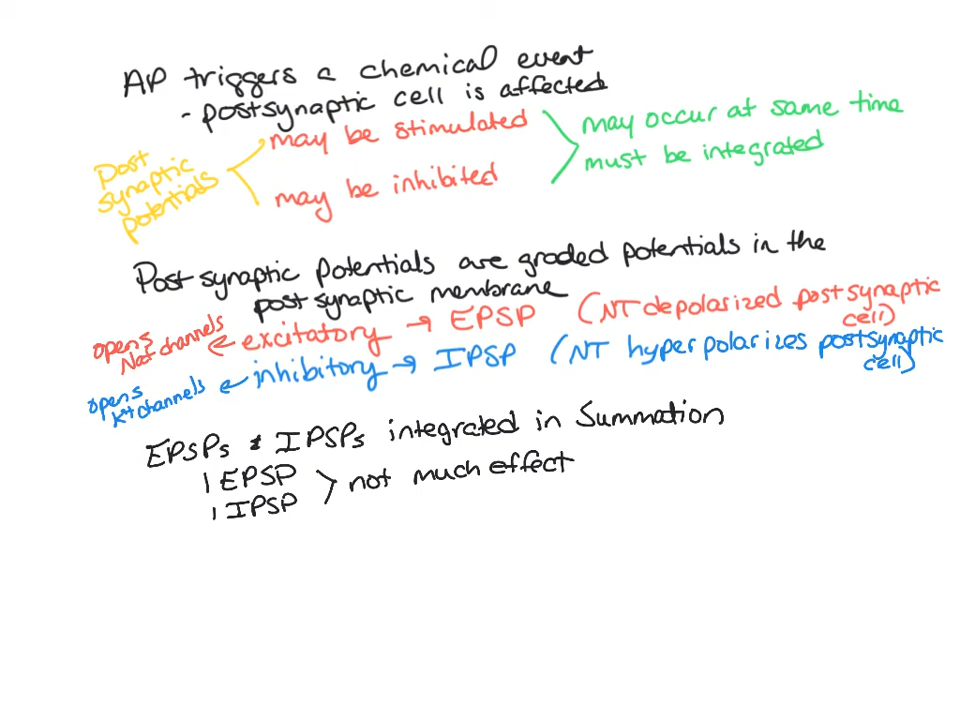 AP triggers a chemical event
- postsynaptic cell is affected
Post synaptic potentials
may be stimulated
may be inhibited
may occur at same time
must be integrated
Post synaptic potentials are graded potentials in the
post synaptic membrane
opens Na+ channels ← excitatory → EPSP (NT depolarized postsynaptic cell)
opens K+ channels ← inhibitory → IPSP (NT hyperpolarizes postsynaptic cell)
EPSPs & IPSPs integrated in Summation
1 EPSP
1 IPSP
> not much effect